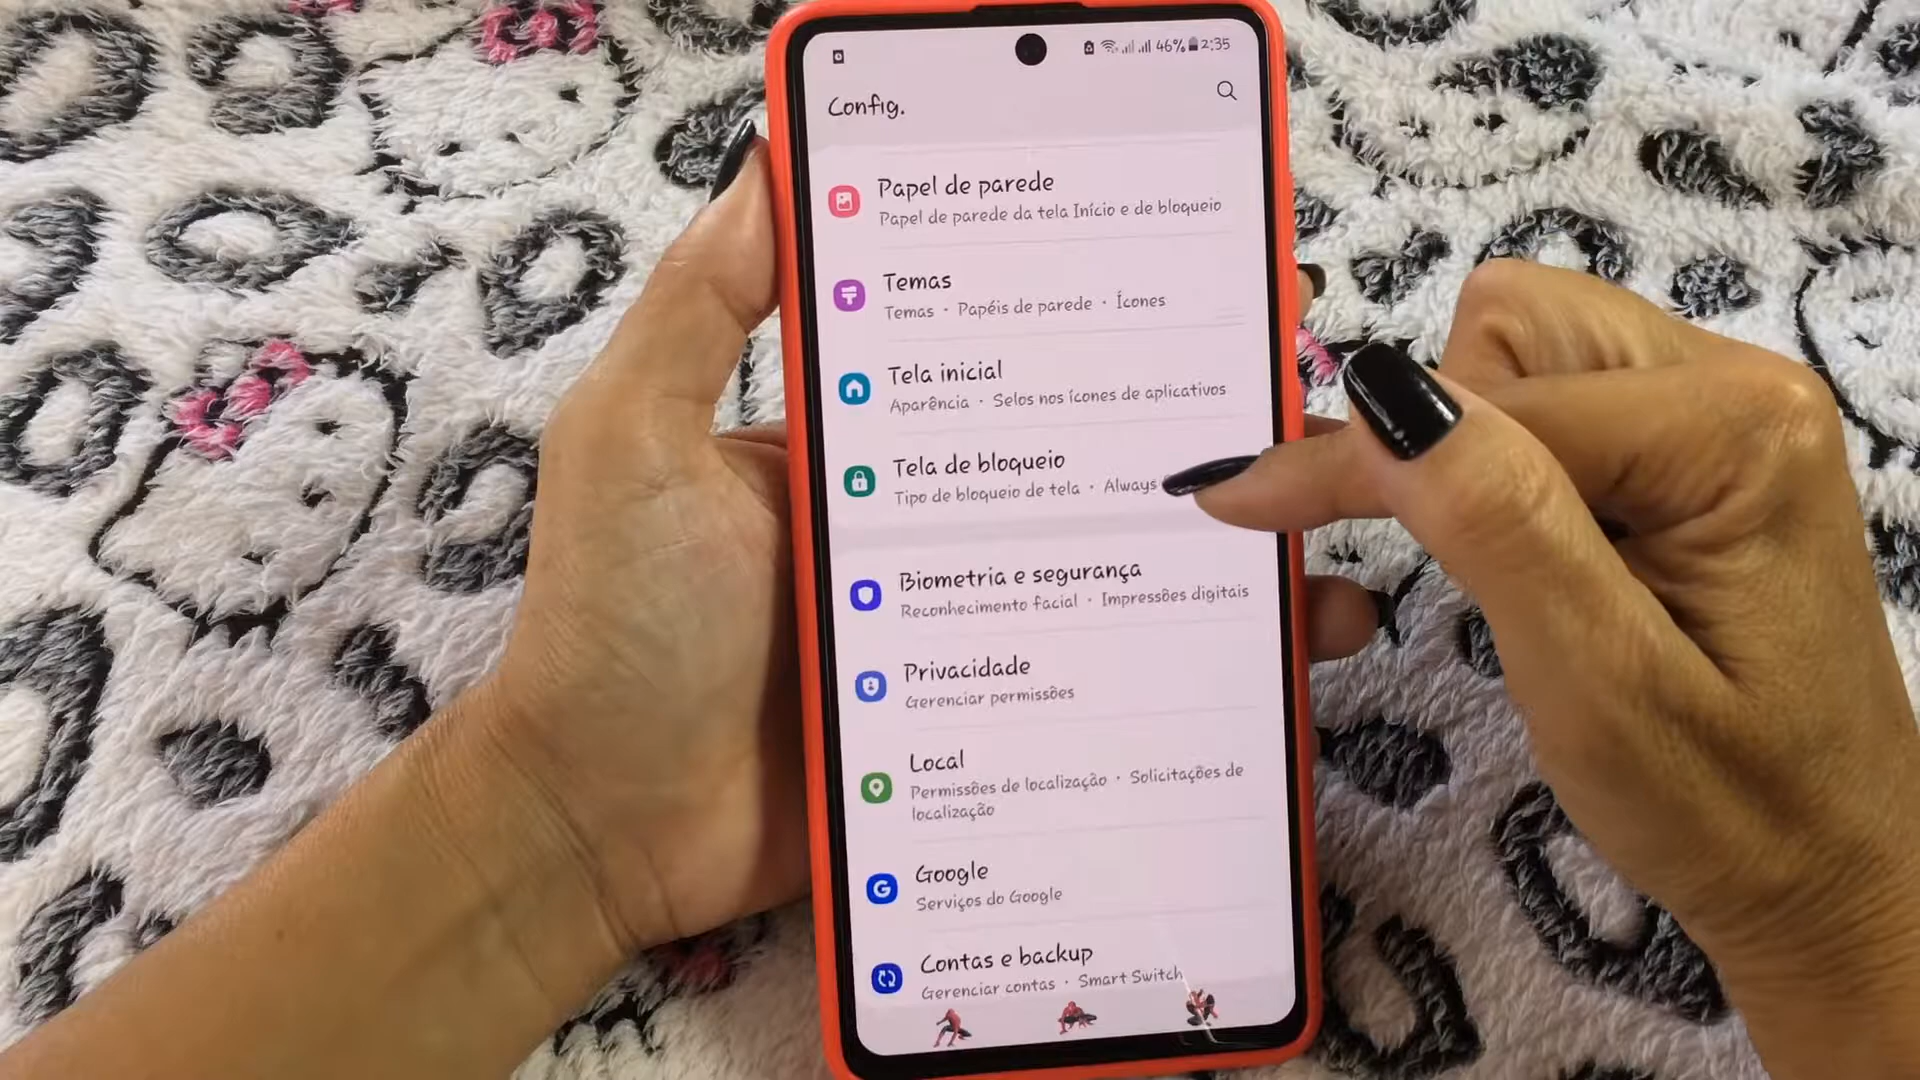 46% 2:35
Config.
Papel de parede
Papel de parede da tela Início e de bloqueio
Temas
Temas · Papéis de parede · Ícones
Tela inicial
Aparência · Selos nos ícones de aplicativos
Tela de bloqueio
Tipo de bloqueio de tela · Always
Biometria e segurança
Reconhecimento facial · Impressões digitais
Privacidade
Gerenciar permissões
Local
Permissões de localização · Solicitações de
localização
Google
Serviços do Google
Contas e backup
Gerenciar contas · Smart Switch